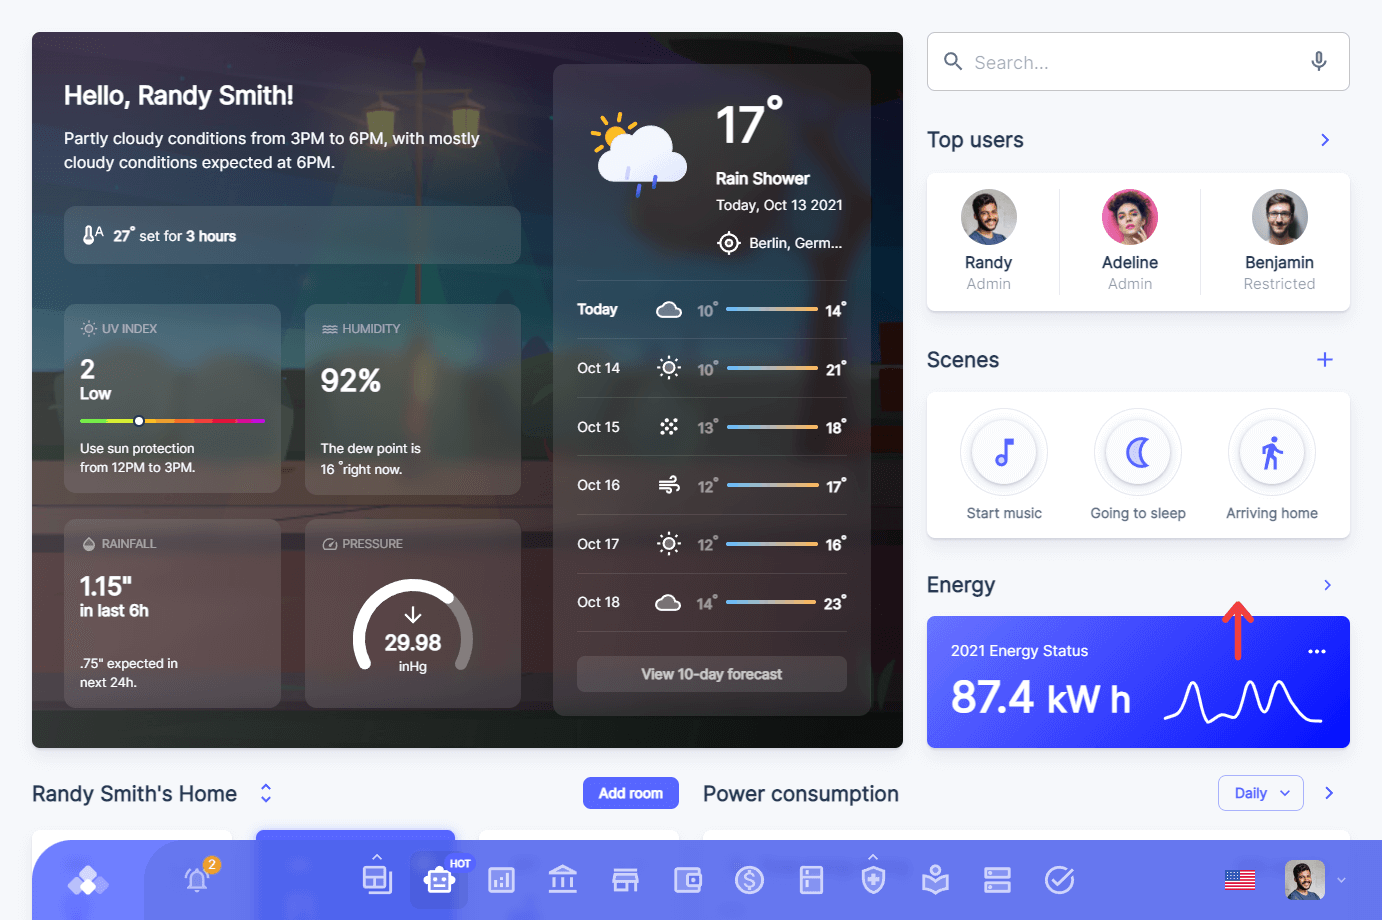 Hello, Randy Smith!
Partly cloudy conditions from 3PM to 6PM, with mostly
cloudy conditions expected at 6PM.
A 27° set for 3 hours
UV INDEX
2
Low
Use sun protection
from 12PM to 3PM.
HUMIDITY
92%
The dew point is
16 °right now.
RAINFALL
1.15"
in last 6h
.75" expected in
next 24h.
PRESSURE
29.98
inHg
17°
Rain Shower
Today, Oct 13 2021
Berlin, Germ...
Today 10° 14°
Oct 14 10° 21°
Oct 15 13° 18°
Oct 16 12° 17°
Oct 17 12° 16°
Oct 18 14° 23°
View 10-day forecast
Search...
Top users
Randy
Admin
Adeline
Admin
Benjamin
Restricted
Scenes
Start music
Going to sleep
Arriving home
Energy
2021 Energy Status
87.4 kW h
Randy Smith's Home
Add room
Power consumption
Daily
2
HOT